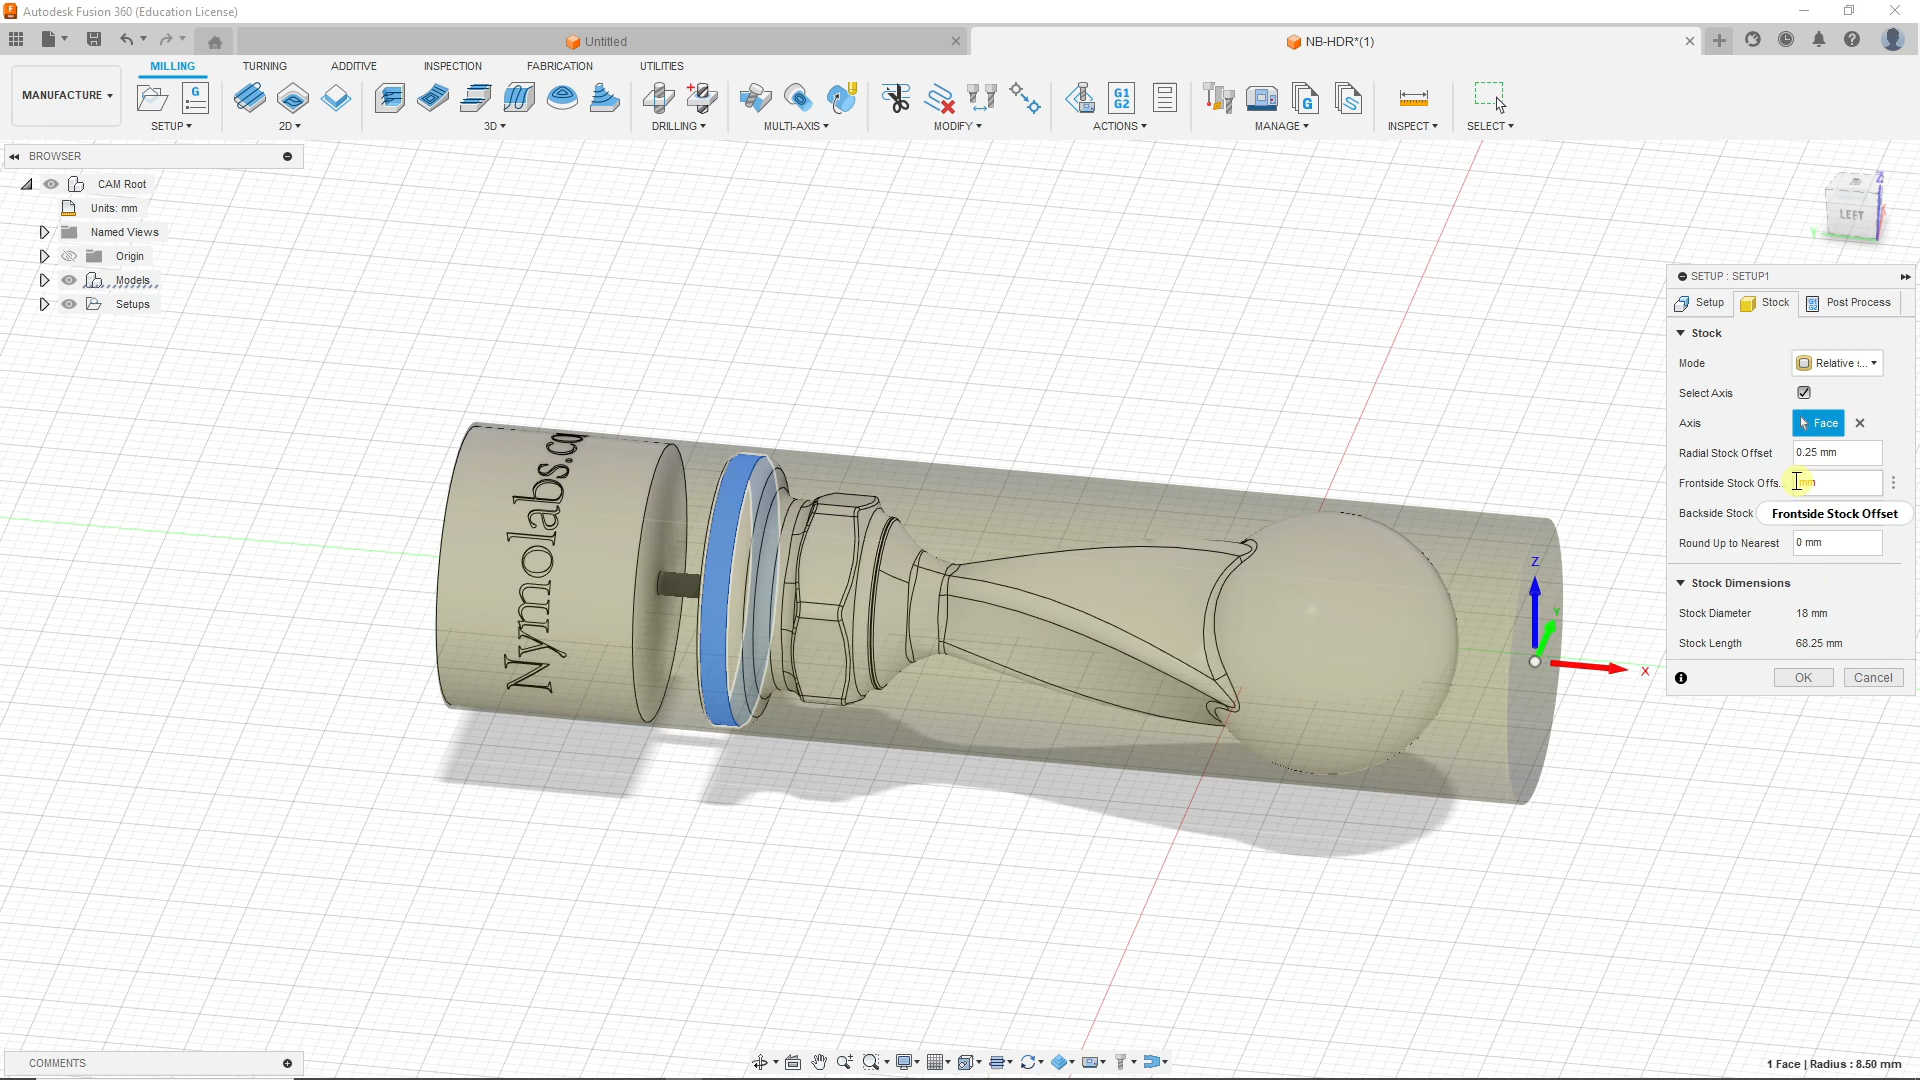 Autodesk Fusion 360 (Education License)
Untitled
NB-HDR*(1)
MILLING
TURNING
ADDITIVE
INSPECTION
FABRICATION
UTILITIES
MANUFACTURE
G
G1
G2
G
SETUP
2D
3D
DRILLING
MULTI-AXIS
MODIFY
ACTIONS
MANAGE
INSPECT
SELECT
BROWSER
CAM Root
Units: mm
Named Views
Origin
Models
Setups
Z
LEFT
Y
SETUP : SETUP1
Setup
Stock
Post Process
Stock
Mode
Relative s...
Select Axis
Axis
Face
Radial Stock Offset
0.25 mm
Frontside Stock Offs...
mm
Backside Stock
Frontside Stock Offset
Round Up to Nearest
0 mm
Stock Dimensions
Stock Diameter
18 mm
Stock Length
68.25 mm
OK
Cancel
Nymolabs.c
Z
Y
X
COMMENTS
1 Face | Radius : 8.50 mm